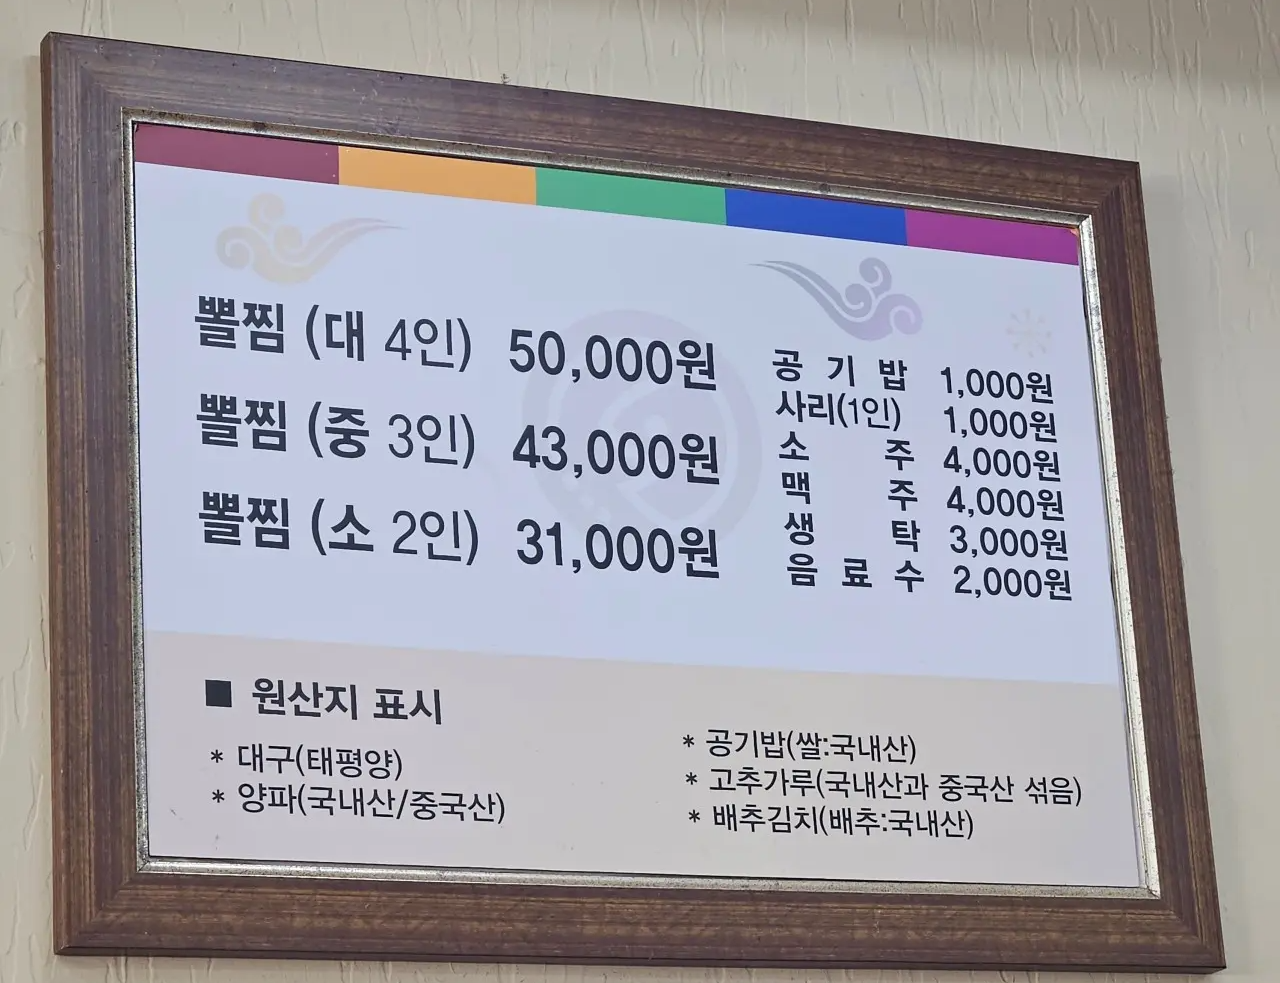 뽈찜 (대 4인) 50,000원
뽈찜 (중 3인) 43,000원
뽈찜 (소 2인) 31,000원
공 기 밥 1,000원
사리(1인) 1,000원
소 주 4,000원
맥 주 4,000원
생 탁 3,000원
음 료 수 2,000원
■ 원산지 표시
* 대구(태평양)
* 양파(국내산/중국산)
* 공기밥(쌀:국내산)
* 고추가루(국내산과 중국산 섞음)
* 배추김치(배추:국내산)